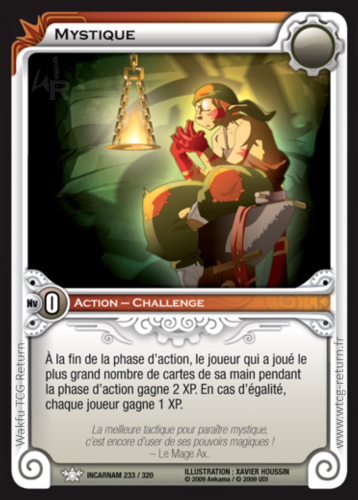 Mystique
Nv 0
Action – Challenge
À la fin de la phase d'action, le joueur qui a joué le
plus grand nombre de cartes de sa main pendant
la phase d'action gagne 2 XP. En cas d'égalité,
chaque joueur gagne 1 XP.
La meilleure tactique pour paraître mystique,
c'est encore d'user de ses pouvoirs magiques !
– Le Mage Ax.
INCARNAM 233 / 320
ILLUSTRATION : XAVIER HOUSSIN
© 2009 Ankama / © 2009 UDI
Wakfu TCG Return
www.wtcg-return.fr